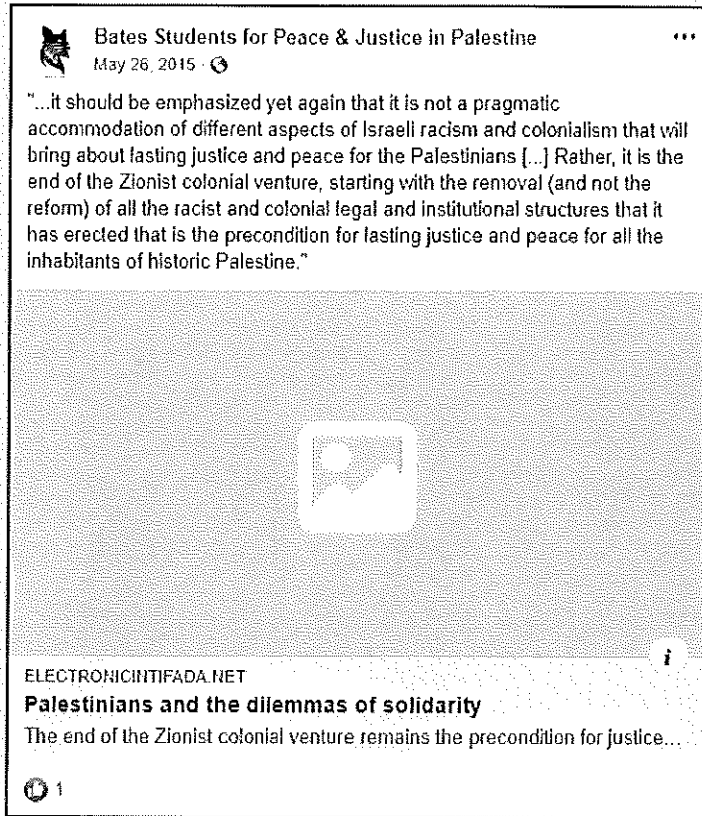 Bates Students for Peace & Justice in Palestine
May 26, 2015 ·
"...it should be emphasized yet again that it is not a pragmatic
accommodation of different aspects of Israeli racism and colonialism that will
bring about lasting justice and peace for the Palestinians [...] Rather, it is the
end of the Zionist colonial venture, starting with the removal (and not the
reform) of all the racist and colonial legal and institutional structures that it
has erected that is the precondition for lasting justice and peace for all the
inhabitants of historic Palestine."
i
ELECTRONICINTIFADA.NET
Palestinians and the dilemmas of solidarity
The end of the Zionist colonial venture remains the precondition for justice...
1